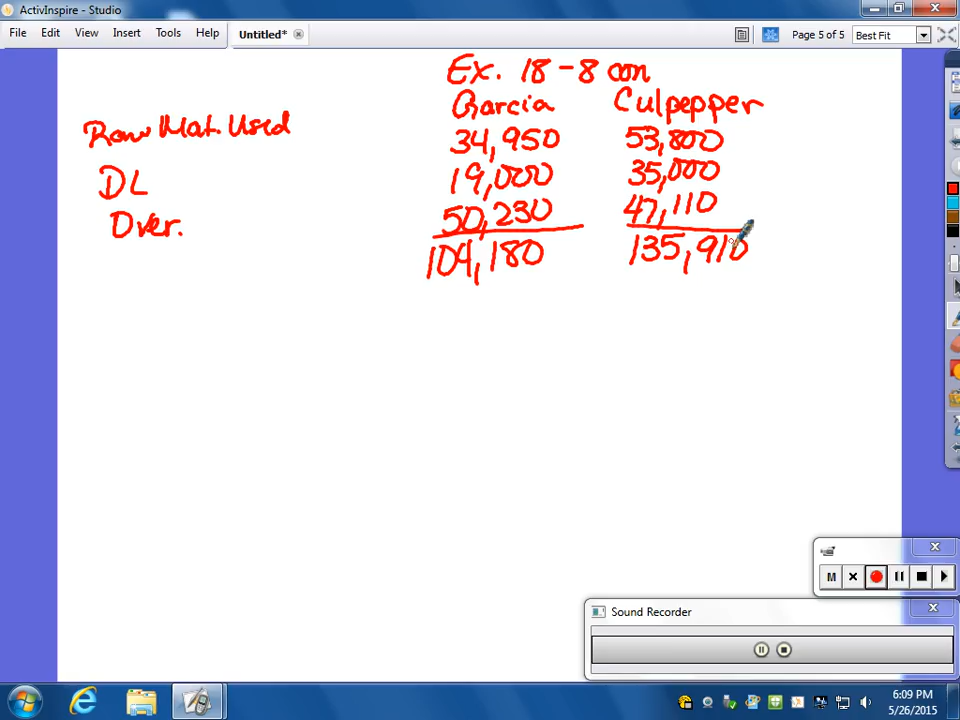 ActivInspire - Studio
File Edit View Insert Tools Help Untitled* Page 5 of 5 Best Fit
Ex. 18-8 con
Garcia Culpepper
Raw Mat. Used 34,950 53,800
DL 19,000 35,000
Over. 50,230 47,110
104,180 135,910
M
Sound Recorder
6:09 PM
5/26/2015